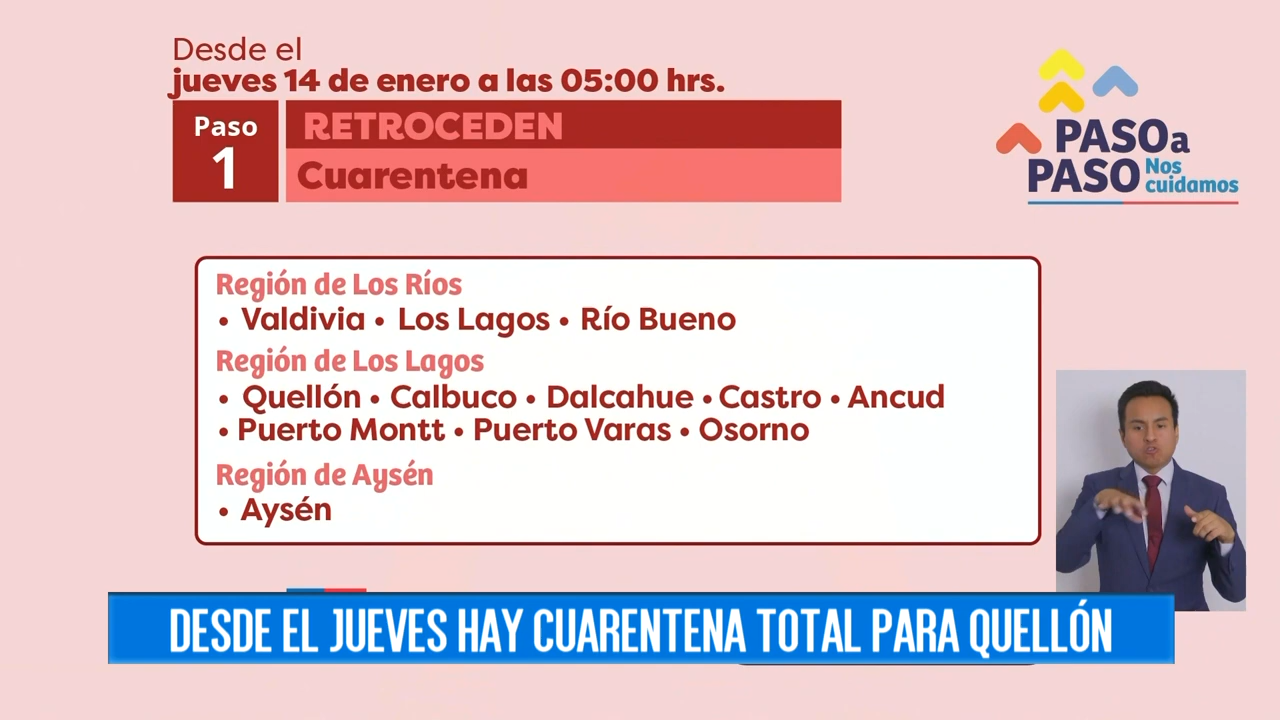 Desde el
jueves 14 de enero a las 05:00 hrs.
Paso
1
RETROCEDEN
Cuarentena
PASO a
PASO Nos
cuidamos
Región de Los Ríos
• Valdivia • Los Lagos • Río Bueno
Región de Los Lagos
• Quellón • Calbuco • Dalcahue • Castro • Ancud
• Puerto Montt • Puerto Varas • Osorno
Región de Aysén
• Aysén
DESDE EL JUEVES HAY CUARENTENA TOTAL PARA QUELLÓN